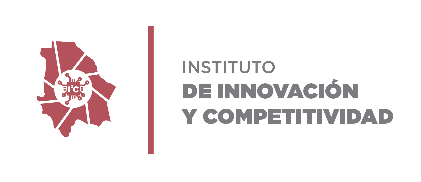 INSTITUTO
DE INNOVACIÓN
Y COMPETITIVIDAD